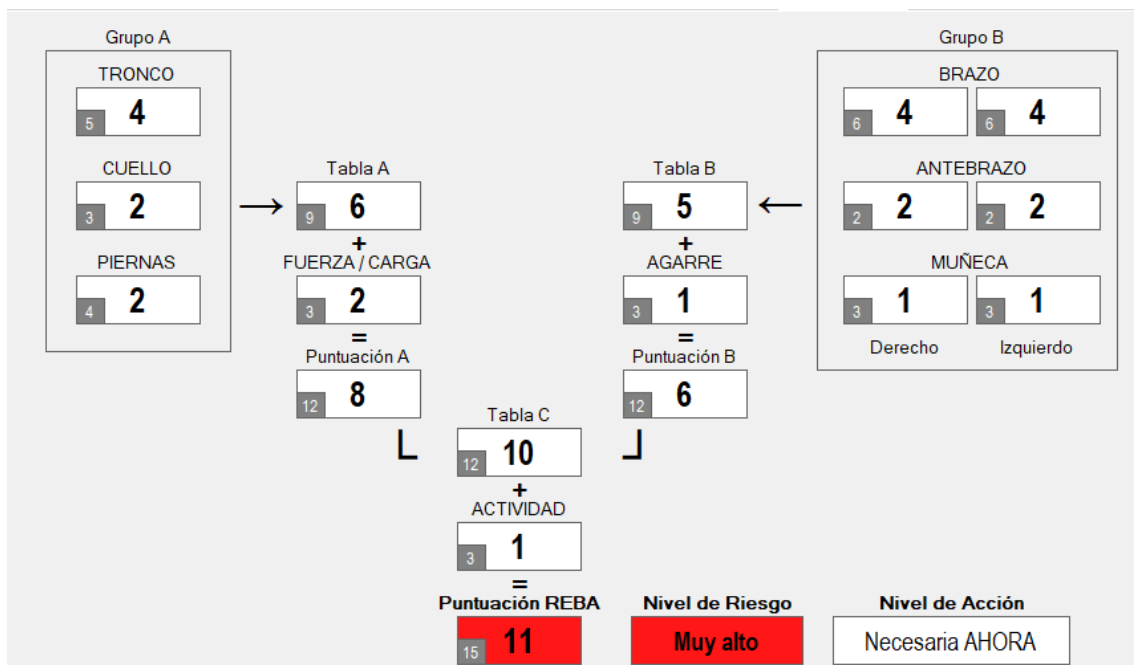 Grupo A
TRONCO
5 4
CUELLO
3 2
PIERNAS
4 2
Tabla A
9 6
+
FUERZA / CARGA
3 2
=
Puntuación A
12 8
Grupo B
BRAZO
6 4 6 4
ANTEBRAZO
2 2 2 2
MUÑECA
3 1 3 1
Derecho Izquierdo
Tabla B
9 5
+
AGARRE
3 1
=
Puntuación B
12 6
Tabla C
12 10
+
ACTIVIDAD
3 1
=
Puntuación REBA
15 11
Nivel de Riesgo
Muy alto
Nivel de Acción
Necesaria AHORA